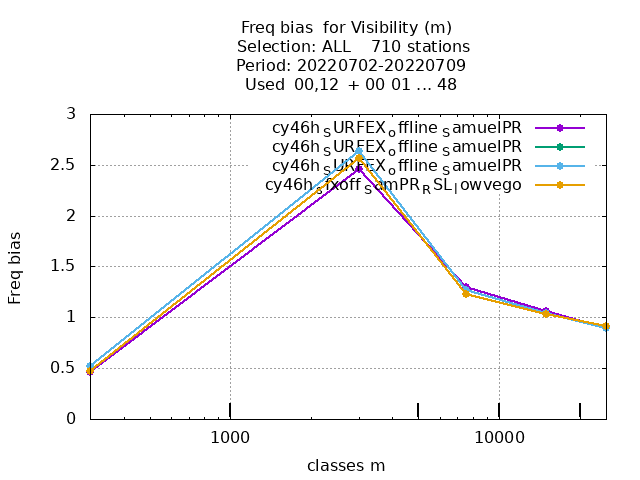 Freq bias  for Visibility (m)
Selection: ALL    710 stations
Period: 20220702-20220709
Used  00,12  + 00 01 ... 48
3
2.5
2
1.5
1
0.5
0
Freq bias
cy46h_SURFEX_offline_SamuelPR
cy46h_SURFEX_offline_SamuelPR
cy46h_SURFEX_offline_SamuelPR
cy46h_sfxoff_SamPR_RSL_lowvego
1000
10000
classes m